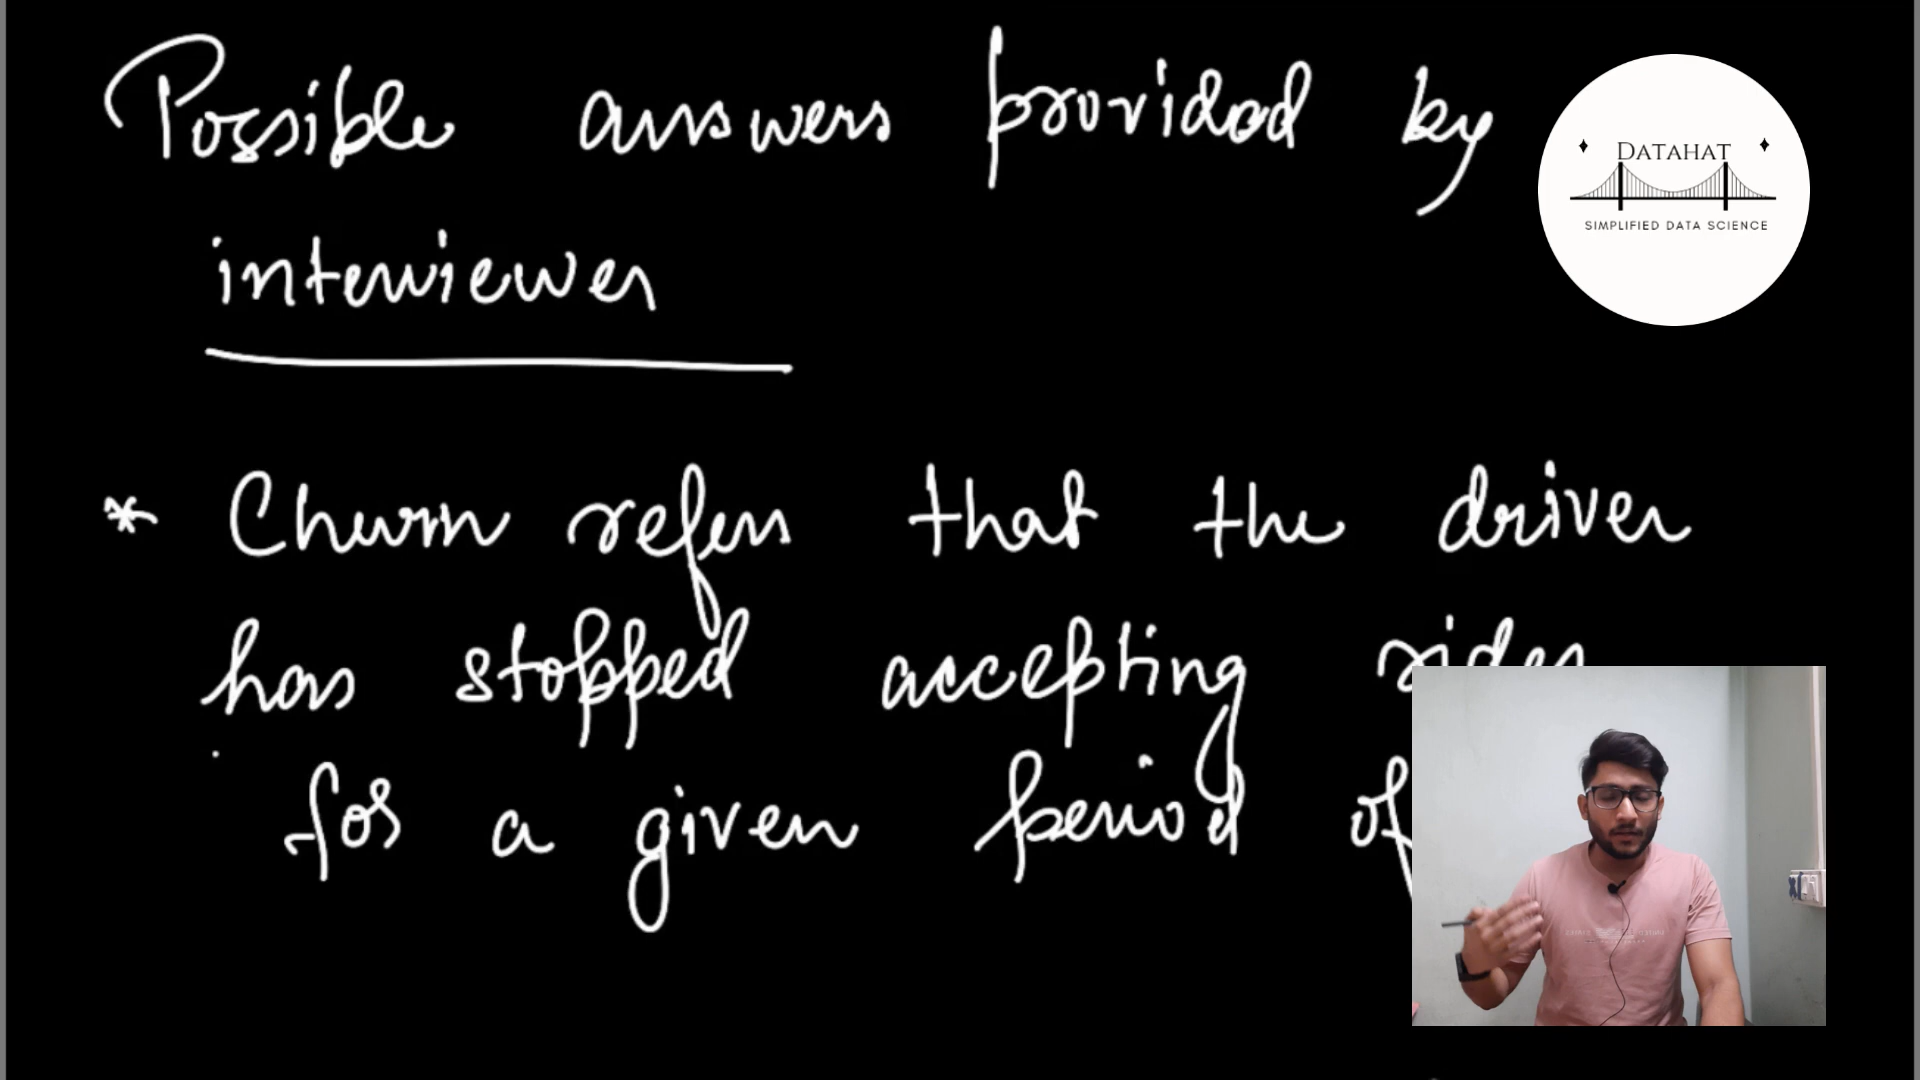 Possible answers provided by
interviewer
* Churn refers that the driver
has stopped accepting rides
for a given period of
DATAHAT
SIMPLIFIED DATA SCIENCE